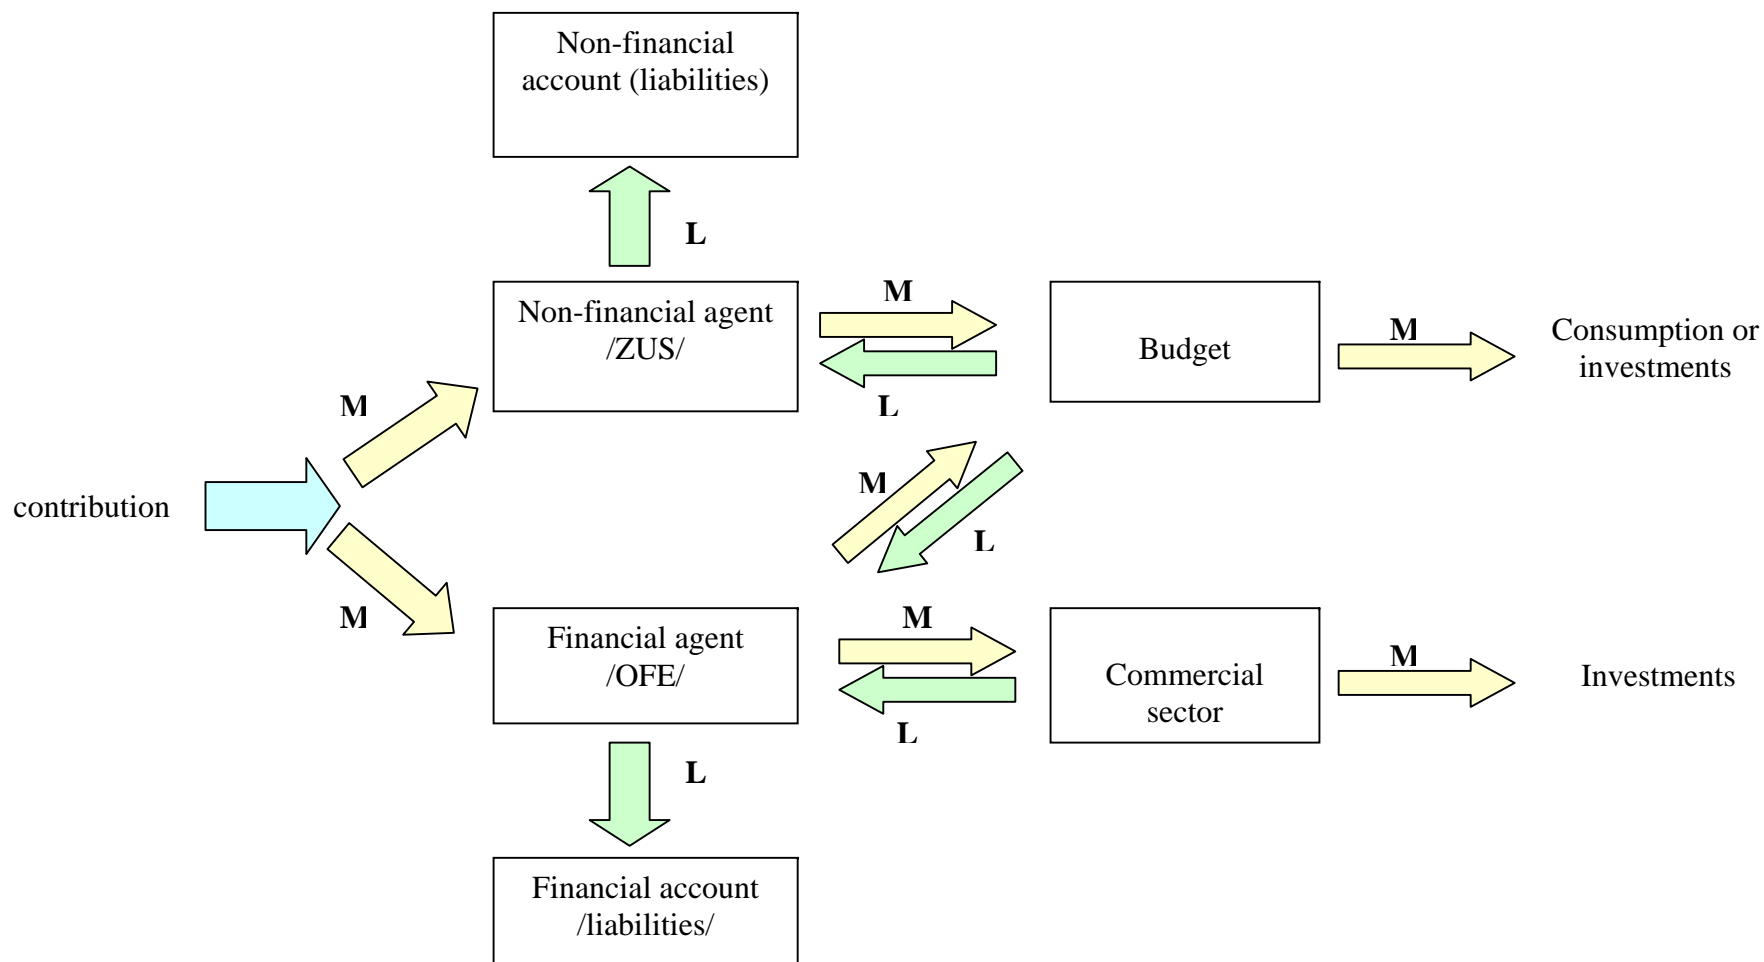 Non-financial
account (liabilities)
L
Non-financial agent
/ZUS/
M
L
Budget
M
Consumption or
investments
M
contribution
M
M
L
Financial agent
/OFE/
M
L
Commercial
sector
M
Investments
L
Financial account
/liabilities/